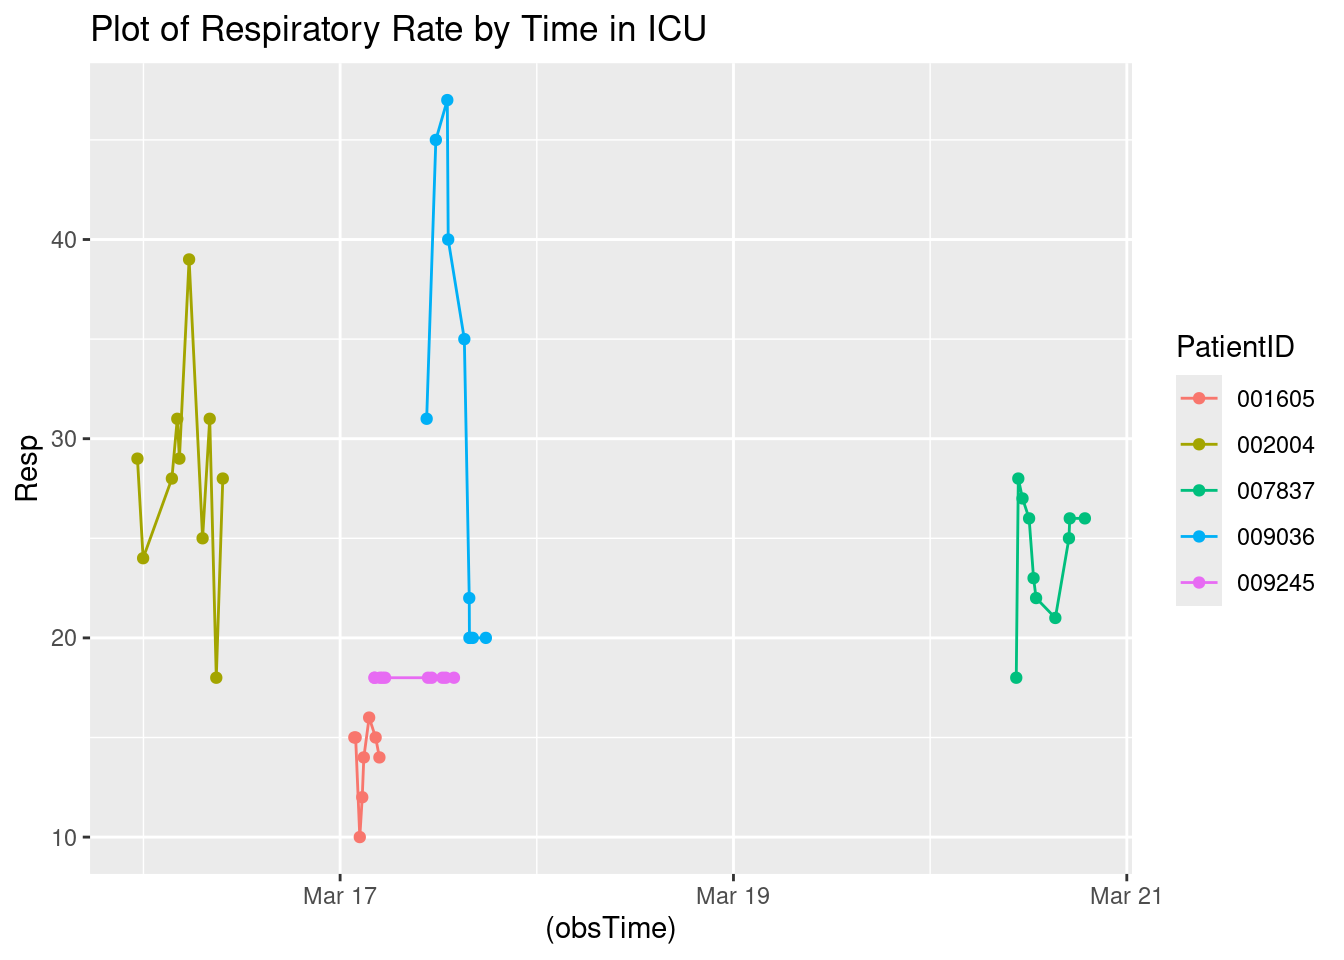 Plot of Respiratory Rate by Time in ICU
Resp
40
30
20
10
Mar 17
Mar 19
Mar 21
(obsTime)
PatientID
001605
002004
007837
009036
009245